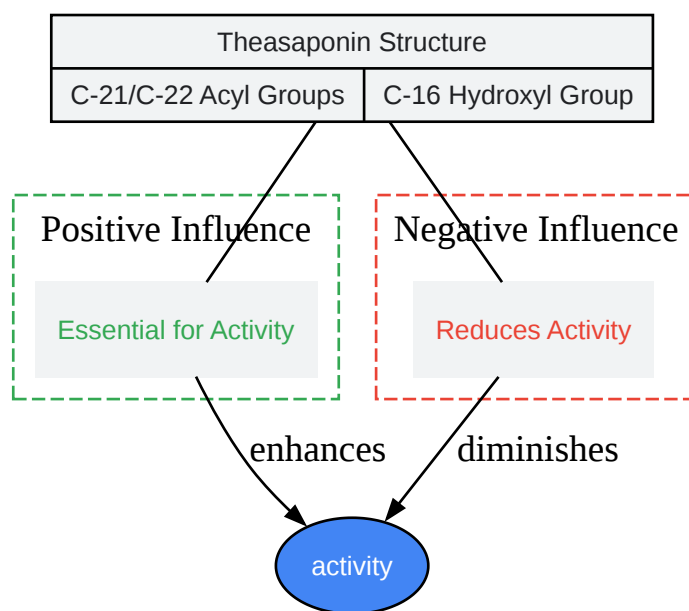 Theasaponin Structure
C-21/C-22 Acyl Groups
C-16 Hydroxyl Group
Positive Influence
Negative Influence
Essential for Activity
Reduces Activity
enhances
diminishes
activity